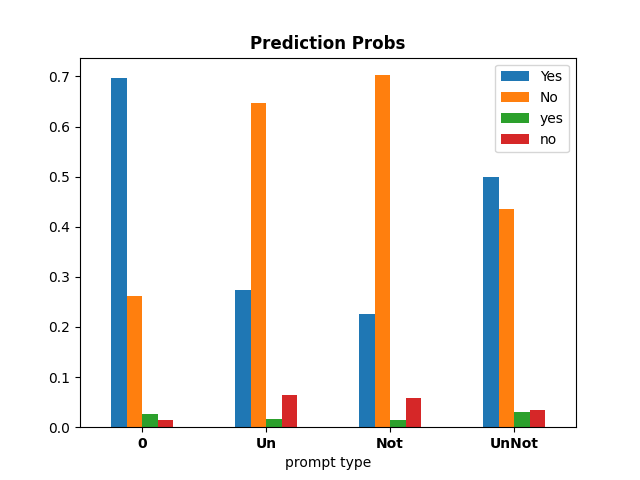 Prediction Probs
Yes
No
yes
no
0.7
0.6
0.5
0.4
0.3
0.2
0.1
0.0
0 Un Not UnNot
prompt type